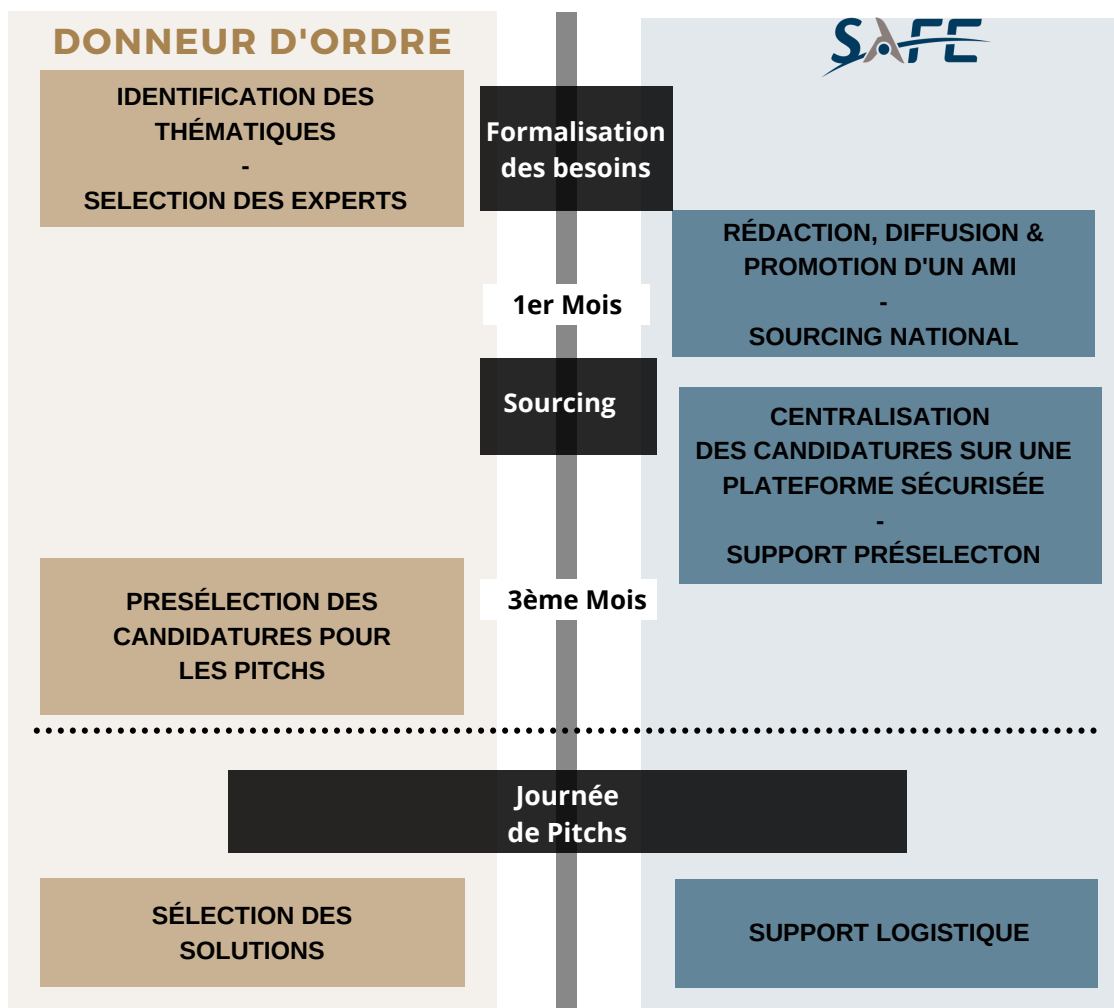 DONNEUR D'ORDRE
SAFE
IDENTIFICATION DES
THÉMATIQUES
-
SELECTION DES EXPERTS
Formalisation
des besoins
RÉDACTION, DIFFUSION &
PROMOTION D'UN AMI
-
SOURCING NATIONAL
1er Mois
Sourcing
CENTRALISATION
DES CANDIDATURES SUR UNE
PLATEFORME SÉCURISÉE
-
SUPPORT PRÉSELECTON
PRESÉLECTION DES
CANDIDATURES POUR
LES PITCHS
3ème Mois
Journée
de Pitchs
SÉLECTION DES
SOLUTIONS
SUPPORT LOGISTIQUE